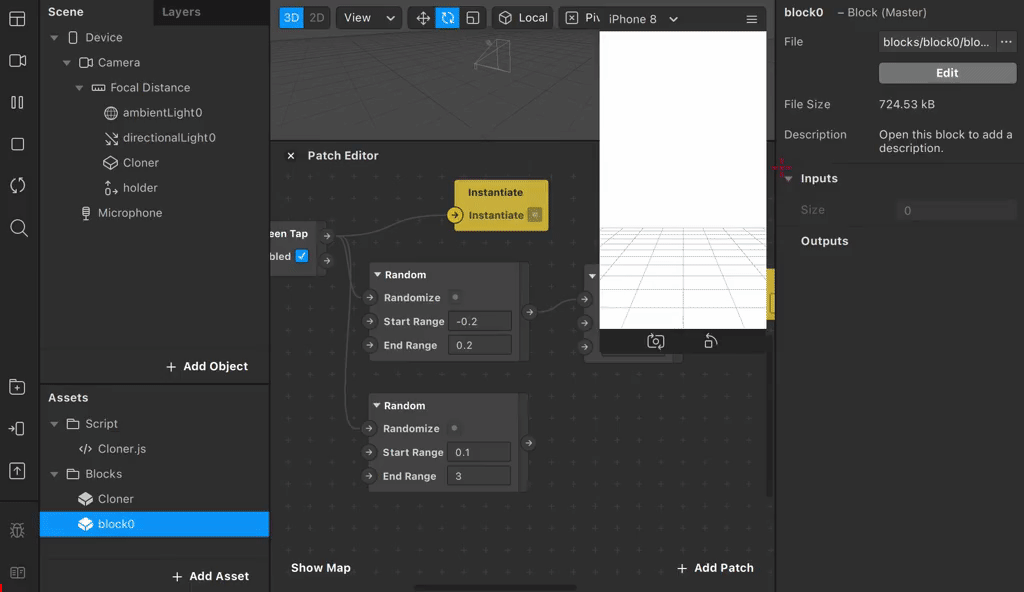 Scene
Layers
Device
Camera
Focal Distance
ambientLight0
directionalLight0
Cloner
holder
Microphone
+ Add Object
Assets
Script
</> Cloner.js
Blocks
Cloner
block0
+ Add Asset
3D 2D
View
Local
iPhone 8
× Patch Editor
Instantiate
Instantiate
een Tap
bled
Random
Randomize
Start Range -0.2
End Range 0.2
Random
Randomize
Start Range 0.1
End Range 3
Show Map
+ Add Patch
block0 – Block (Master)
File blocks/block0/blo... ...
Edit
File Size 724.53 kB
Description Open this block to add a
description.
Inputs
Size 0
Outputs